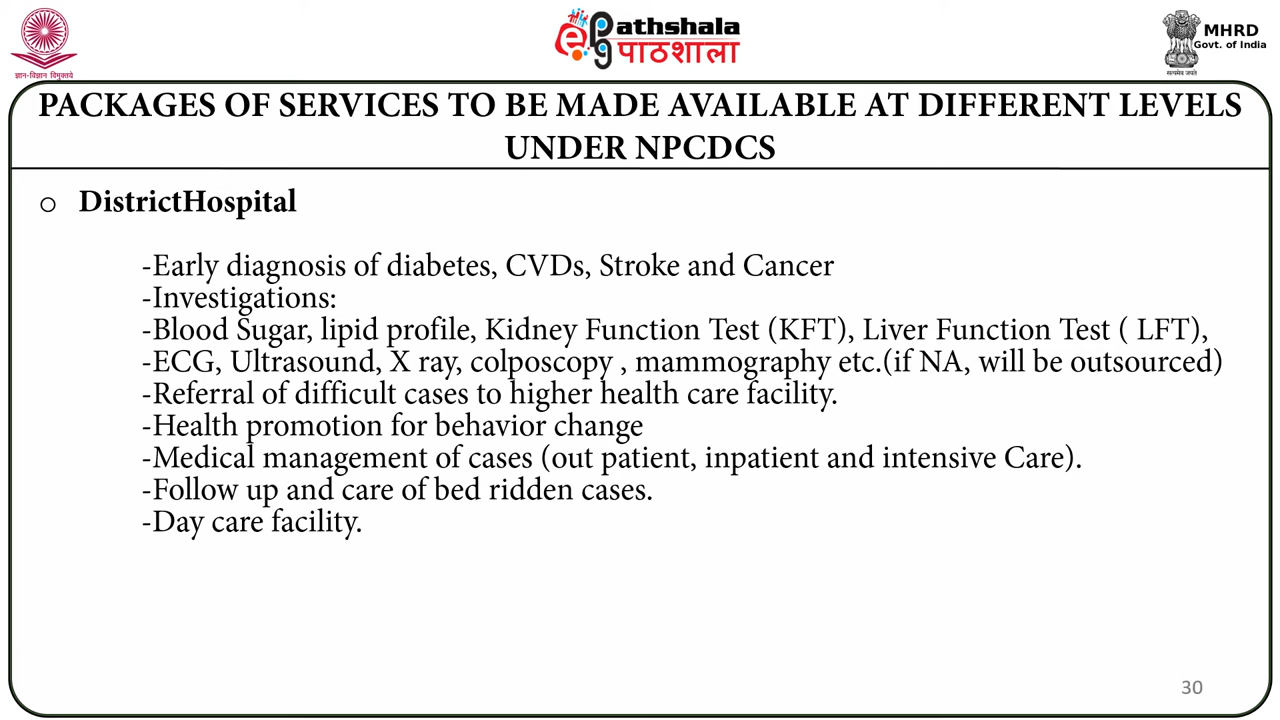 ज्ञान-विज्ञान विमुक्तये
ePathshala
पाठशाला
MHRD
Govt. of India
सत्यमेव जयते
PACKAGES OF SERVICES TO BE MADE AVAILABLE AT DIFFERENT LEVELS
UNDER NPCDCS
o DistrictHospital
-Early diagnosis of diabetes, CVDs, Stroke and Cancer
-Investigations:
-Blood Sugar, lipid profile, Kidney Function Test (KFT), Liver Function Test ( LFT),
-ECG, Ultrasound, X ray, colposcopy , mammography etc.(if NA, will be outsourced)
-Referral of difficult cases to higher health care facility.
-Health promotion for behavior change
-Medical management of cases (out patient, inpatient and intensive Care).
-Follow up and care of bed ridden cases.
-Day care facility.
30